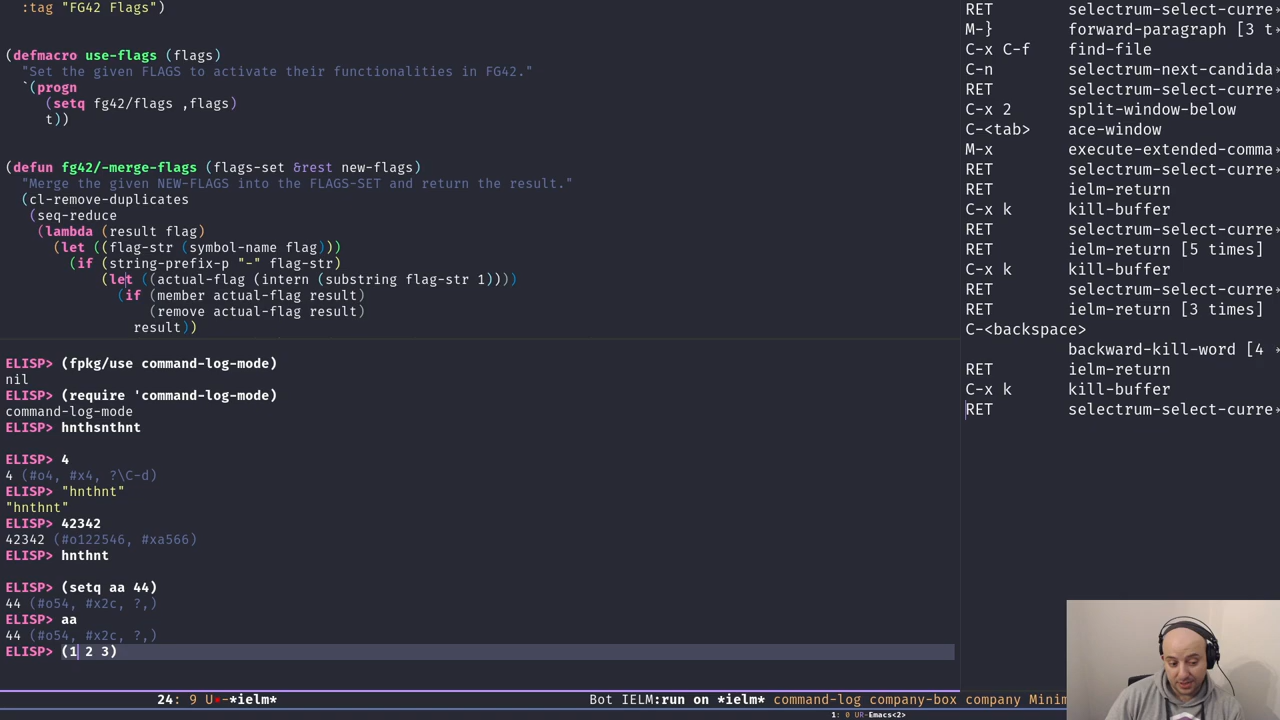 :tag "FG42 Flags")
(defmacro use-flags (flags)
"Set the given FLAGS to activate their functionalities in FG42."
`(progn
(setq fg42/flags ,flags)
t))
(defun fg42/-merge-flags (flags-set &rest new-flags)
"Merge the given NEW-FLAGS into the FLAGS-SET and return the result."
(cl-remove-duplicates
(seq-reduce
(lambda (result flag)
(let ((flag-str (symbol-name flag)))
(if (string-prefix-p "-" flag-str)
(let ((actual-flag (intern (substring flag-str 1))))
(if (member actual-flag result)
(remove actual-flag result)
result))
ELISP> (fpkg/use command-log-mode)
nil
ELISP> (require 'command-log-mode)
command-log-mode
ELISP> hnthsnthnt
ELISP> 4
4 (#o4, #x4, ?\C-d)
ELISP> "hnthnt"
"hnthnt"
ELISP> 42342
42342 (#o122546, #xa566)
ELISP> hnthnt
ELISP> (setq aa 44)
44 (#o54, #x2c, ?,)
ELISP> aa
44 (#o54, #x2c, ?,)
ELISP> (1 2 3)
24: 9 U:-*ielm* Bot IELM:run on *ielm* command-log company-box company Minim
1: 0 UR-Emacs<2>
RET selectrum-select-curre
M-} forward-paragraph [3 t
C-x C-f find-file
C-n selectrum-next-candida
RET selectrum-select-curre
C-x 2 split-window-below
C-<tab> ace-window
M-x execute-extended-comma
RET selectrum-select-curre
RET ielm-return
C-x k kill-buffer
RET selectrum-select-curre
RET ielm-return [5 times]
C-x k kill-buffer
RET selectrum-select-curre
RET ielm-return [3 times]
C-<backspace>
backward-kill-word [4
RET ielm-return
C-x k kill-buffer
RET selectrum-select-curre